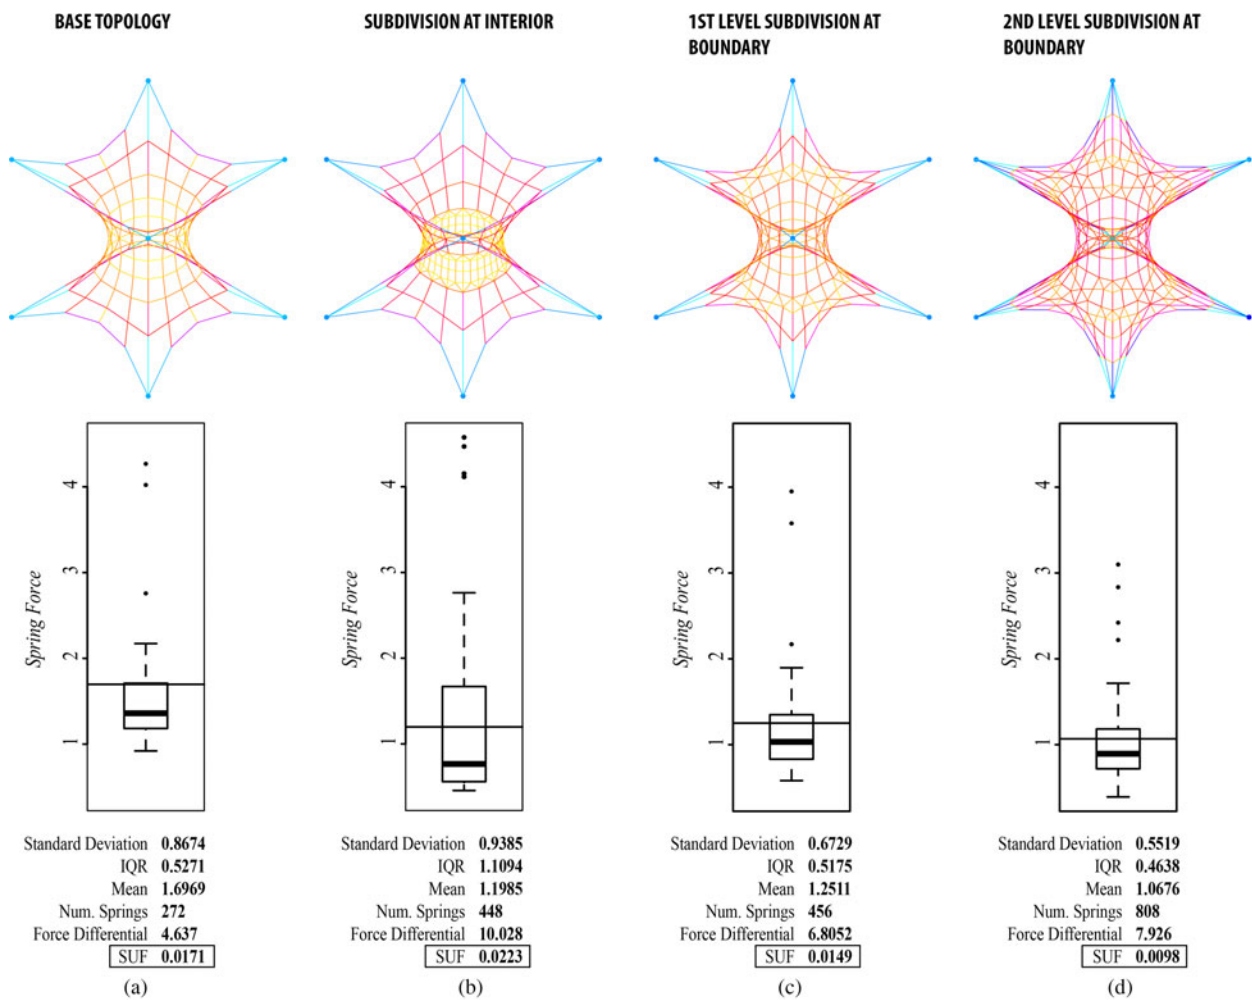 BASE TOPOLOGY
SUBDIVISION AT INTERIOR
1ST LEVEL SUBDIVISION AT
BOUNDARY
2ND LEVEL SUBDIVISION AT
BOUNDARY
Spring Force
4
3
2
1
Standard Deviation 0.8674
IQR 0.5271
Mean 1.6969
Num. Springs 272
Force Differential 4.637
SUF 0.0171
(a)
Spring Force
4
3
2
1
Standard Deviation 0.9385
IQR 1.1094
Mean 1.1985
Num. Springs 448
Force Differential 10.028
SUF 0.0223
(b)
Spring Force
4
3
2
1
Standard Deviation 0.6729
IQR 0.5175
Mean 1.2511
Num. Springs 456
Force Differential 6.8052
SUF 0.0149
(c)
Spring Force
4
3
2
1
Standard Deviation 0.5519
IQR 0.4638
Mean 1.0676
Num. Springs 808
Force Differential 7.926
SUF 0.0098
(d)